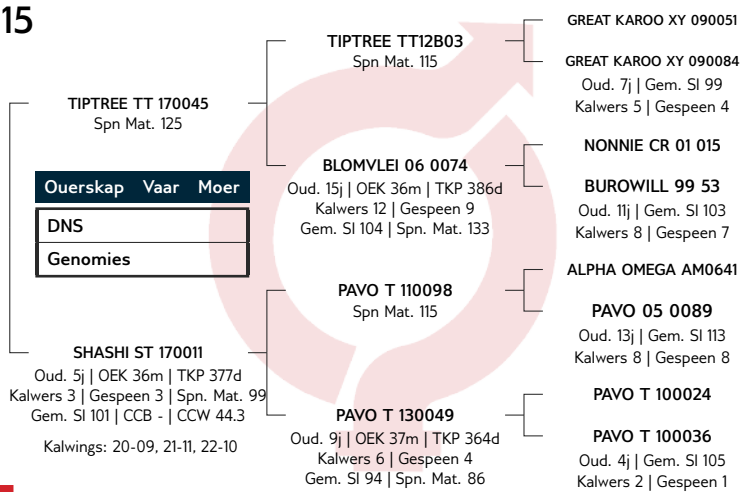 15
TIPTREE TT 170045
Spn Mat. 125
Ouerskap Vaar Moer
DNS
Genomies
SHASHI ST 170011
Oud. 5j | OEK 36m | TKP 377d
Kalwers 3 | Gespeen 3 | Spn. Mat. 99
Gem. SI 101 | CCB - | CCW 44.3
Kalwings: 20-09, 21-11, 22-10
TIPTREE TT12B03
Spn Mat. 115
BLOMVLEI 06 0074
Oud. 15j | OEK 36m | TKP 386d
Kalwers 12 | Gespeen 9
Gem. SI 104 | Spn. Mat. 133
PAVO T 110098
Spn Mat. 115
PAVO T 130049
Oud. 9j | OEK 37m | TKP 364d
Kalwers 6 | Gespeen 4
Gem. SI 94 | Spn. Mat. 86
GREAT KAROO XY 090051
GREAT KAROO XY 090084
Oud. 7j | Gem. SI 99
Kalwers 5 | Gespeen 4
NONNIE CR 01 015
BUROWILL 99 53
Oud. 11j | Gem. SI 103
Kalwers 8 | Gespeen 7
ALPHA OMEGA AM0641
PAVO 05 0089
Oud. 13j | Gem. SI 113
Kalwers 8 | Gespeen 8
PAVO T 100024
PAVO T 100036
Oud. 4j | Gem. SI 105
Kalwers 2 | Gespeen 1